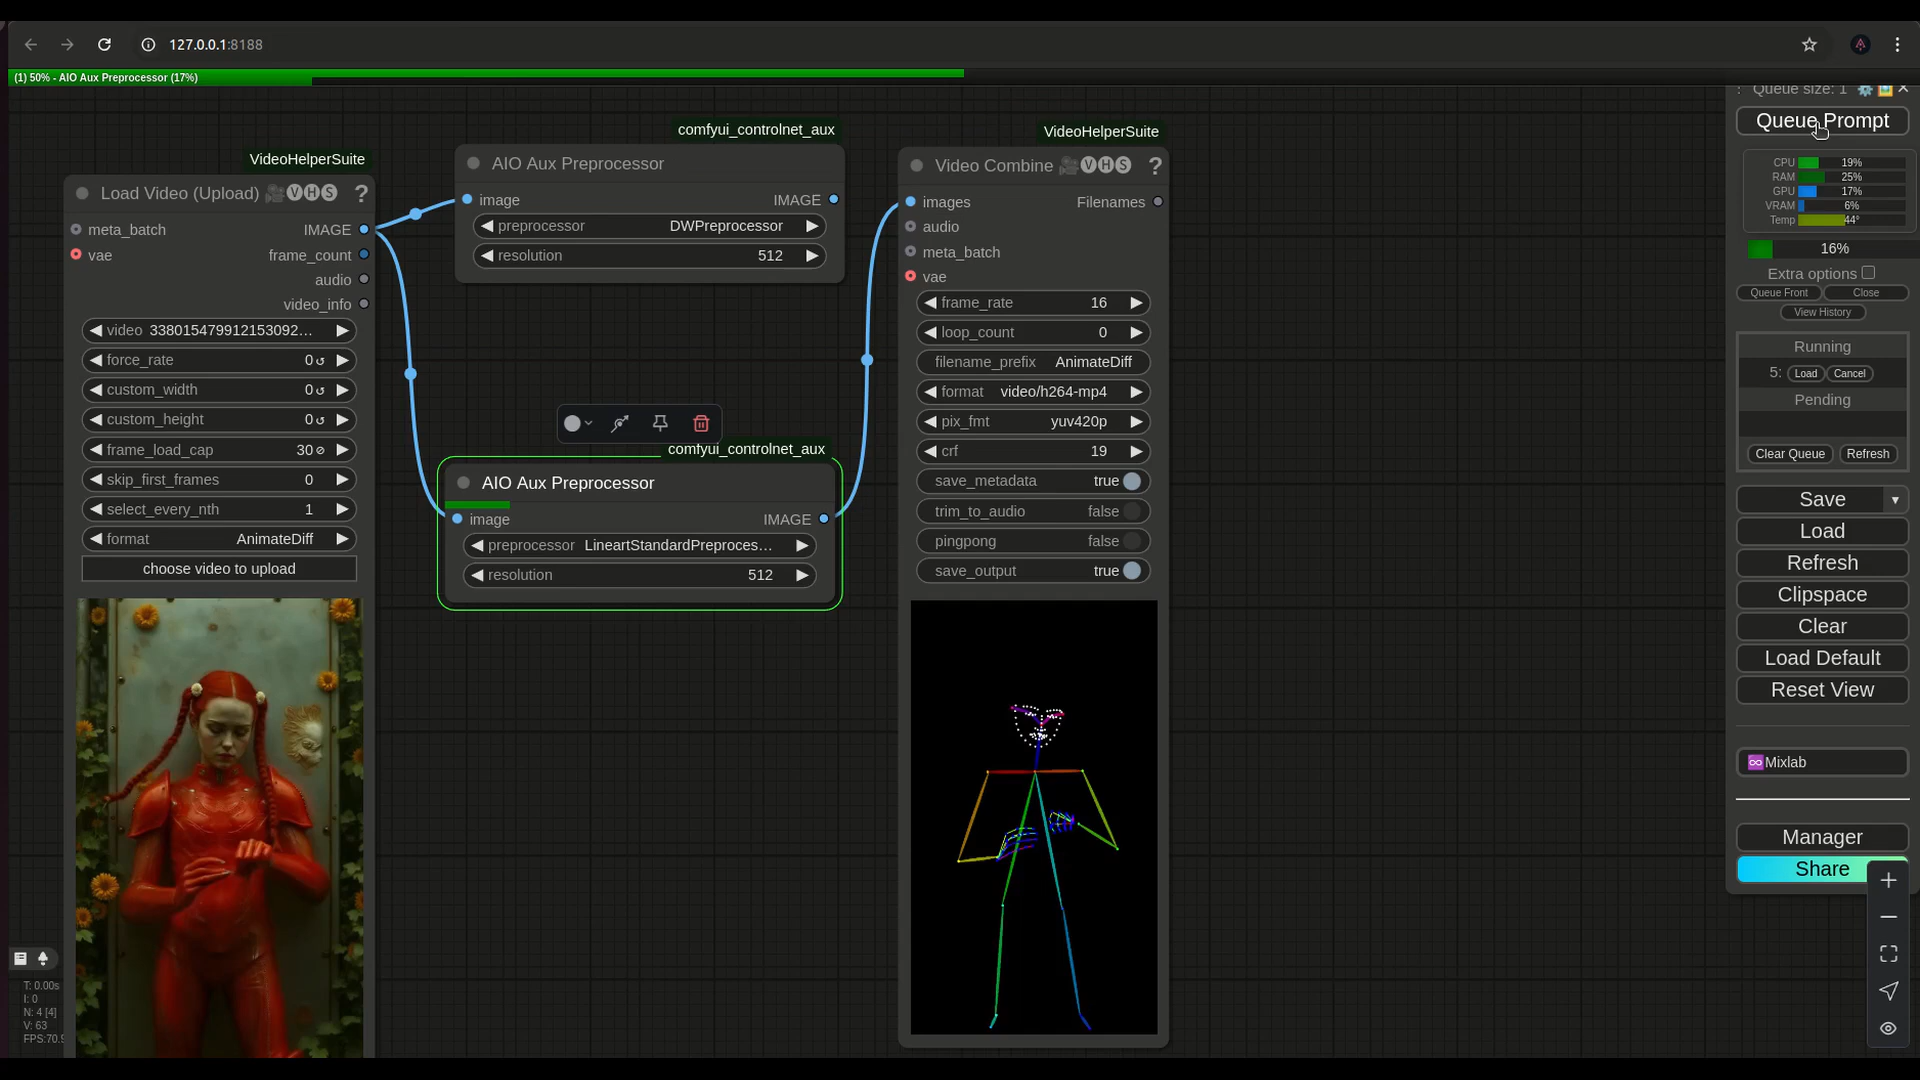 127.0.0.1:8188
(1) 50% - AIO Aux Preprocessor (17%)
VideoHelperSuite
Load Video (Upload) VHS ?
meta_batch IMAGE
vae frame_count
audio
video_info
video 338015479912153092...
force_rate 0
custom_width 0
custom_height 0
frame_load_cap 30
skip_first_frames 0
select_every_nth 1
format AnimateDiff
choose video to upload
comfyui_controlnet_aux
AIO Aux Preprocessor
image IMAGE
preprocessor DWPreprocessor
resolution 512
comfyui_controlnet_aux
AIO Aux Preprocessor
image IMAGE
preprocessor LineartStandardPreproces...
resolution 512
VideoHelperSuite
Video Combine VHS ?
images Filenames
audio
meta_batch
vae
frame_rate 16
loop_count 0
filename_prefix AnimateDiff
format video/h264-mp4
pix_fmt yuv420p
crf 19
save_metadata true
trim_to_audio false
pingpong false
save_output true
Queue size: 1
Queue Prompt
CPU 19%
RAM 25%
GPU 17%
VRAM 6%
Temp 44°
16%
Extra options
Queue Front Close
View History
Running
5: Load Cancel
Pending
Clear Queue Refresh
Save
Load
Refresh
Clipspace
Clear
Load Default
Reset View
Mixlab
Manager
Share
T: 0.00s
I: 0
N: 4 [4]
V: 63